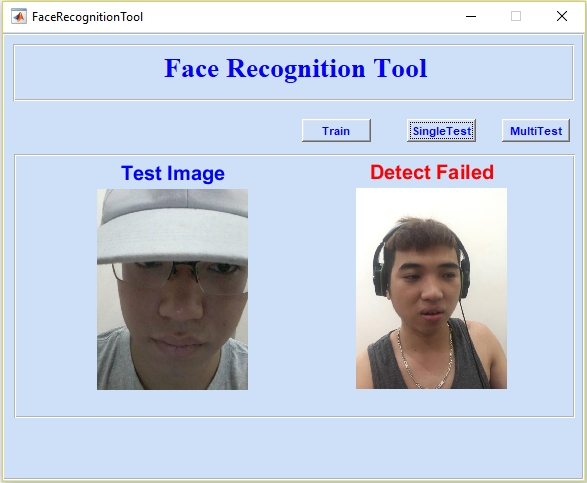 FaceRecognitionTool
Face Recognition Tool
Train SingleTest MultiTest
Test Image Detect Failed